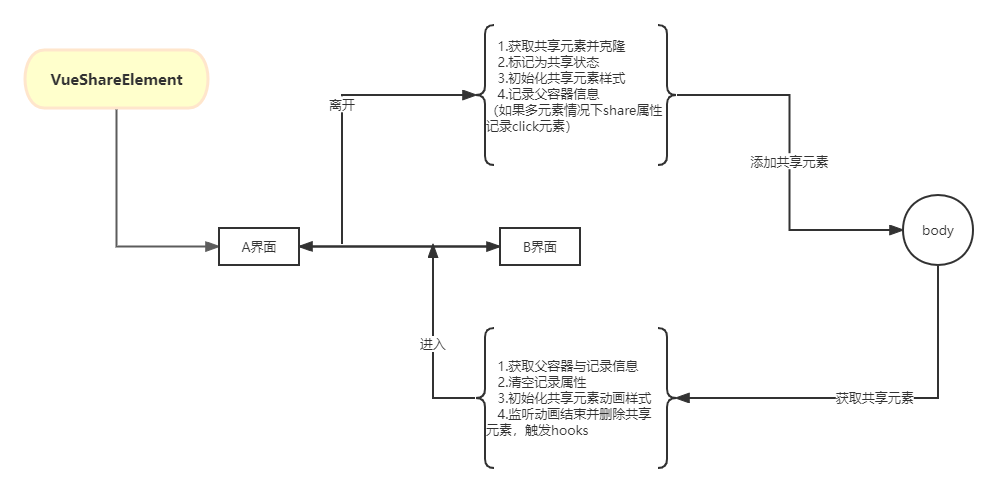 VueShareElement
离开
1.获取共享元素并克隆
2.标记为共享状态
3.初始化共享元素样式
4.记录父容器信息
（如果多元素情况下share属性
记录click元素）
添加共享元素
A界面
B界面
body
进入
1.获取父容器与记录信息
2.清空记录属性
3.初始化共享元素动画样式
4.监听动画结束并删除共享
元素，触发hooks
获取共享元素